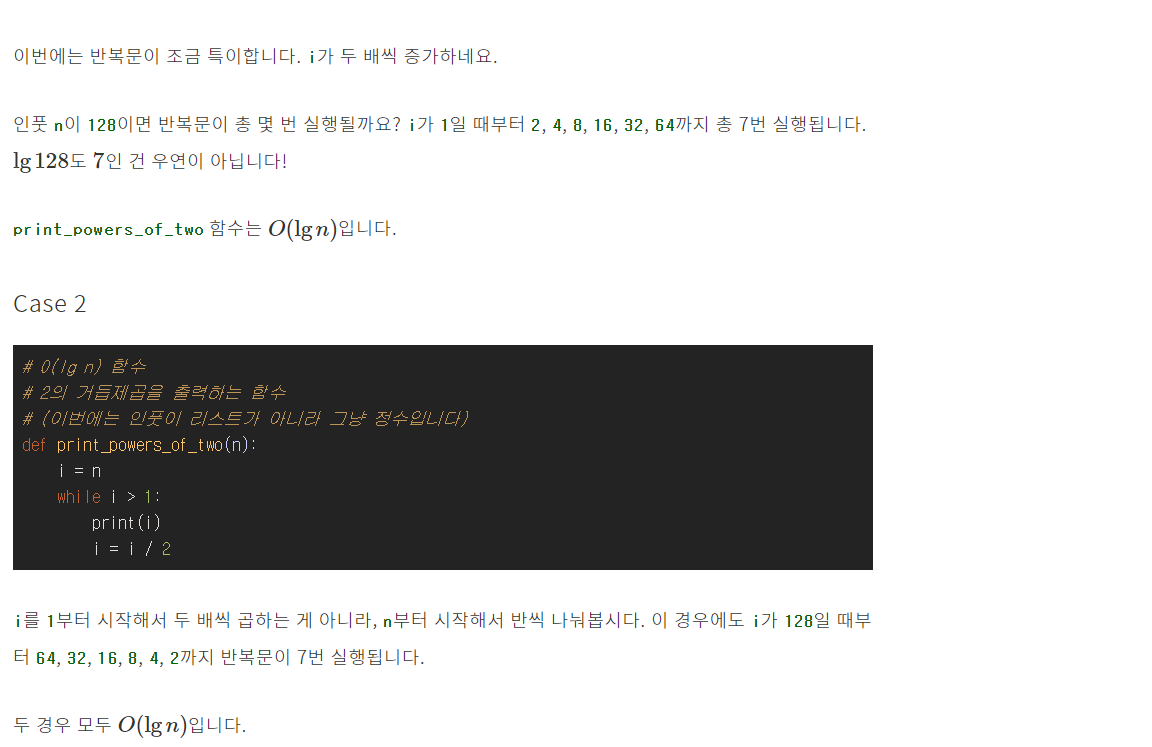 이번에는 반복문이 조금 특이합니다. i가 두 배씩 증가하네요.
인풋 n이 128이면 반복문이 총 몇 번 실행될까요? i가 1일 때부터 2, 4, 8, 16, 32, 64까지 총 7번 실행됩니다.
lg 128도 7인 건 우연이 아닙니다!
print_powers_of_two 함수는 O(lg n)입니다.
Case 2
# O(lg n) 함수
# 2의 거듭제곱을 출력하는 함수
# (이번에는 인풋이 리스트가 아니라 그냥 정수입니다)
def print_powers_of_two(n):
    i = n
    while i > 1:
        print(i)
        i = i / 2
i를 1부터 시작해서 두 배씩 곱하는 게 아니라, n부터 시작해서 반씩 나눠봅시다. 이 경우에도 i가 128일 때부
터 64, 32, 16, 8, 4, 2까지 반복문이 7번 실행됩니다.
두 경우 모두 O(lg n)입니다.